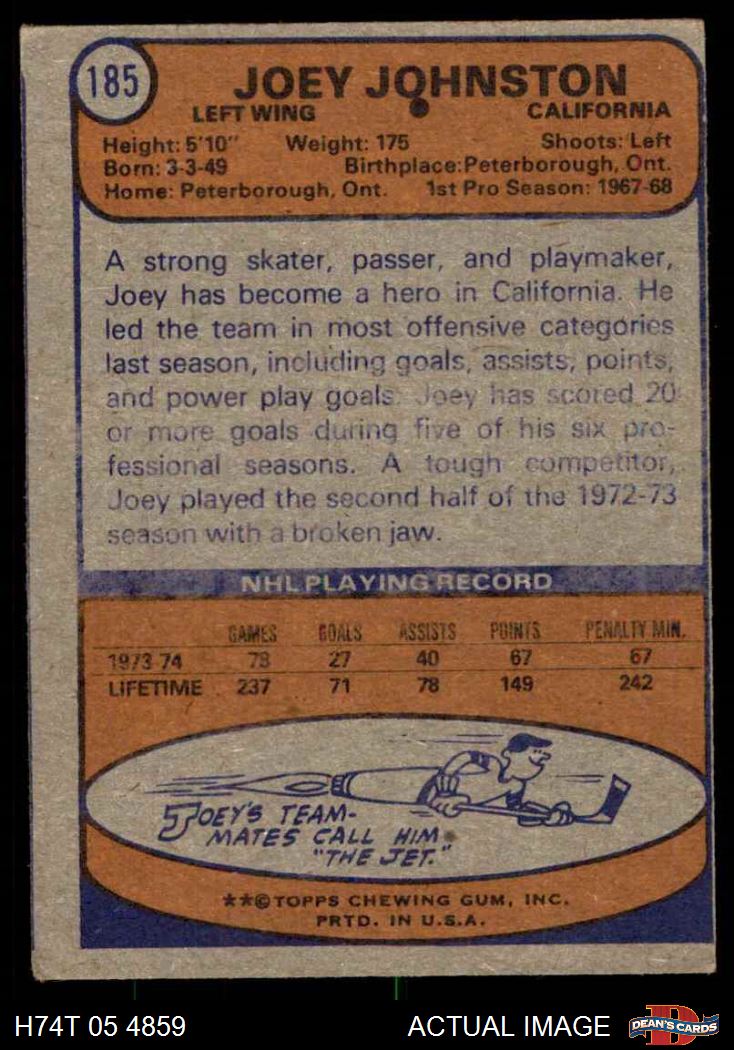 185
JOEY JOHNSTON
LEFT WING CALIFORNIA
Height: 5'10" Weight: 175 Shoots: Left
Born: 3-3-49 Birthplace: Peterborough, Ont.
Home: Peterborough, Ont. 1st Pro Season: 1967-68
A strong skater, passer, and playmaker,
Joey has become a hero in California. He
led the team in most offensive categories
last season, including goals, assists, points,
and power play goals. Joey has scored 20
or more goals during five of his six pro-
fessional seasons. A tough competitor,
Joey played the second half of the 1972-73
season with a broken jaw.
NHL PLAYING RECORD
GAMES GOALS ASSISTS POINTS PENALTY MIN.
1973-74 78 27 40 67 67
LIFETIME 237 71 78 149 242
JOEY'S TEAM-
MATES CALL HIM
"THE JET."
**©TOPPS CHEWING GUM, INC.
PRTD. IN U.S.A.
H74T 05 4859 ACTUAL IMAGE DEAN'S CARDS